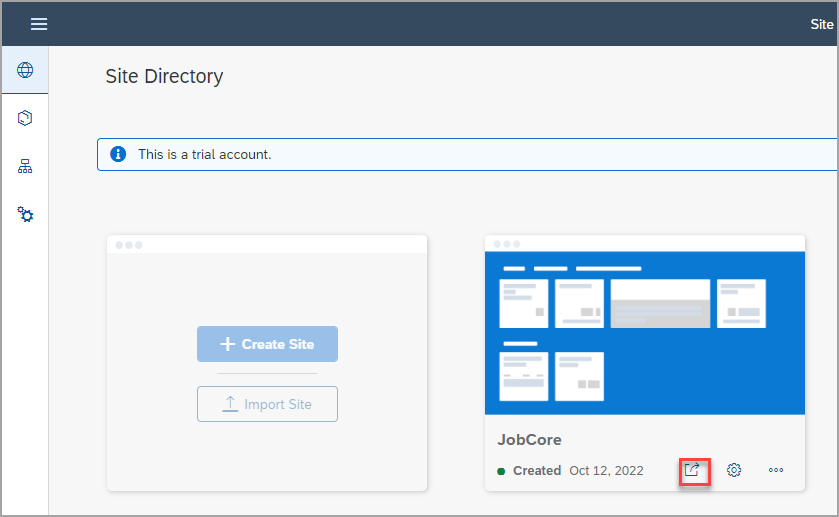 Site
Site Directory
This is a trial account.
Create Site
Import Site
JobCore
Created Oct 12, 2022